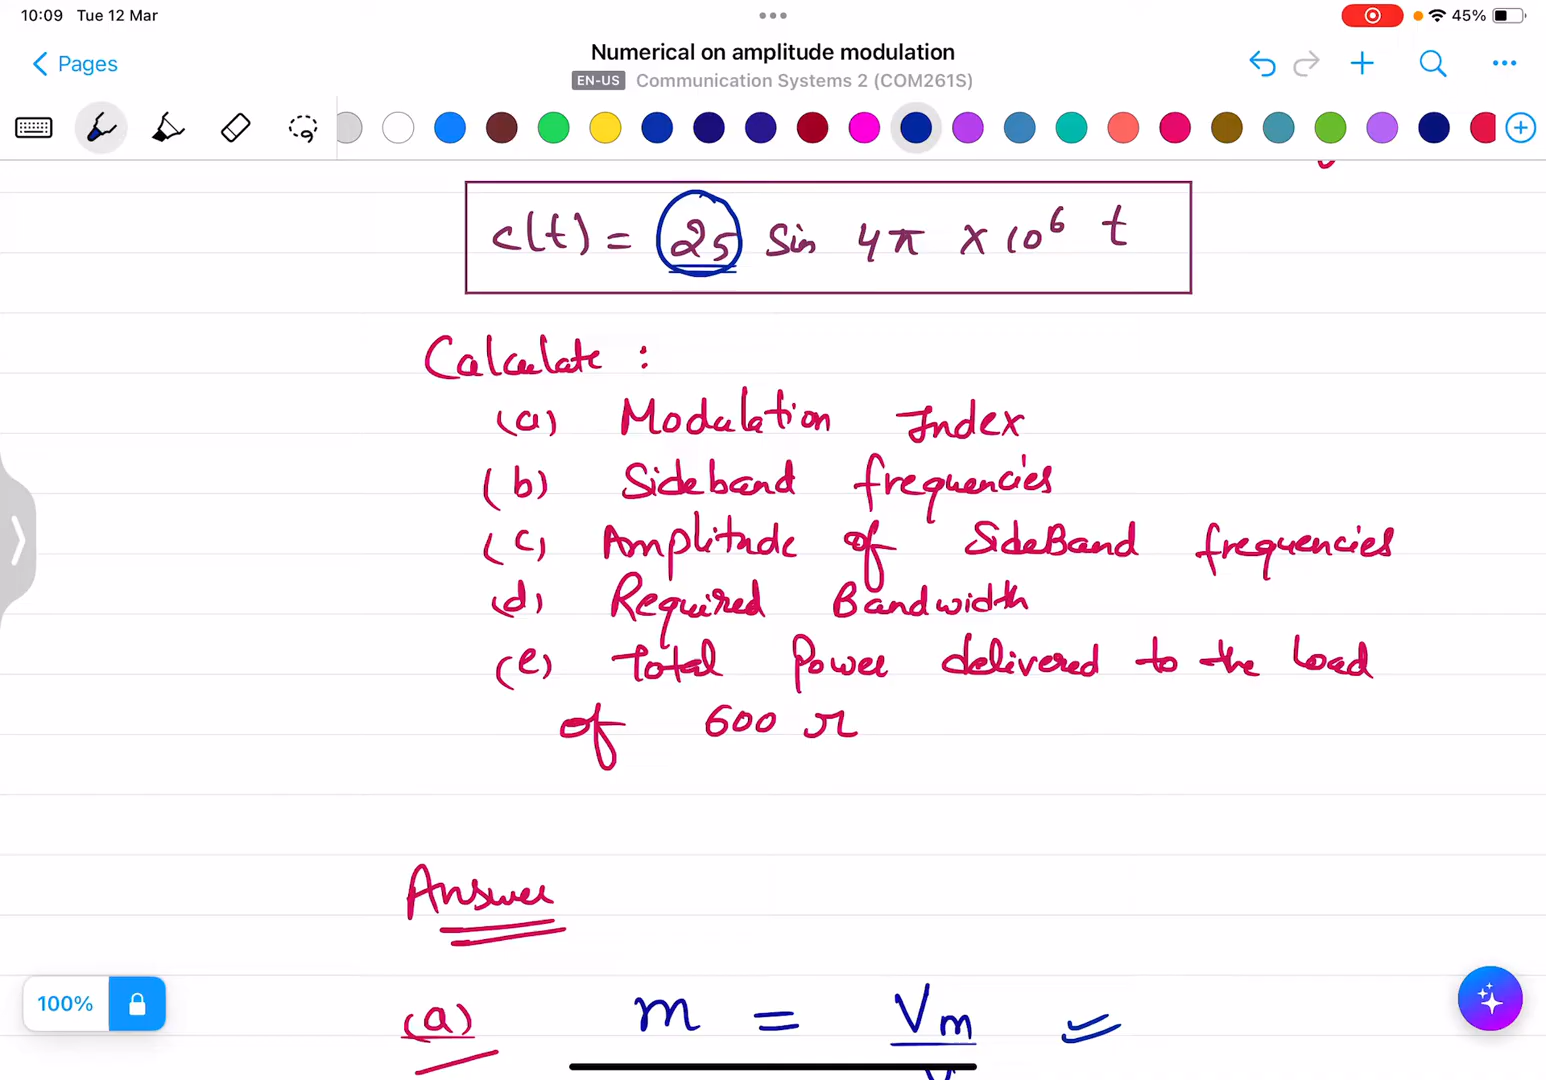 10:09 Tue 12 Mar
45%
Pages
Numerical on amplitude modulation
EN-US Communication Systems 2 (COM261S)
c(t) = 25 Sin 4π × 10⁶ t
Calculate :
(a) Modulation Index
(b) Sideband frequencies
(c) Amplitude of SideBand frequencies
(d) Required Bandwidth
(e) Total Power delivered to the Load
of 600 Ω
Answer
100%
(a) m = Vm